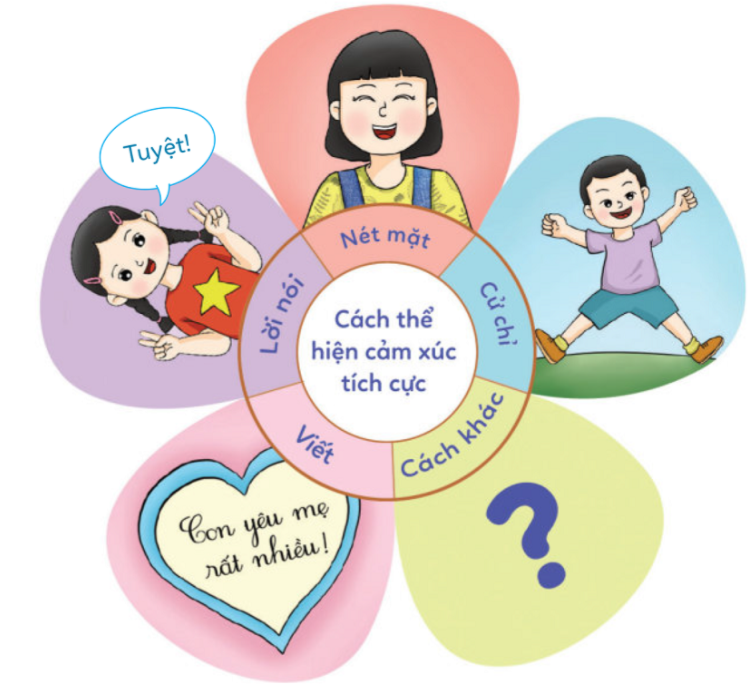 Tuyệt!
Nét mặt
Lời nói
Cử chỉ
Cách thể
hiện cảm xúc
tích cực
Viết
Cách khác
Con yêu mẹ
rất nhiều!
?